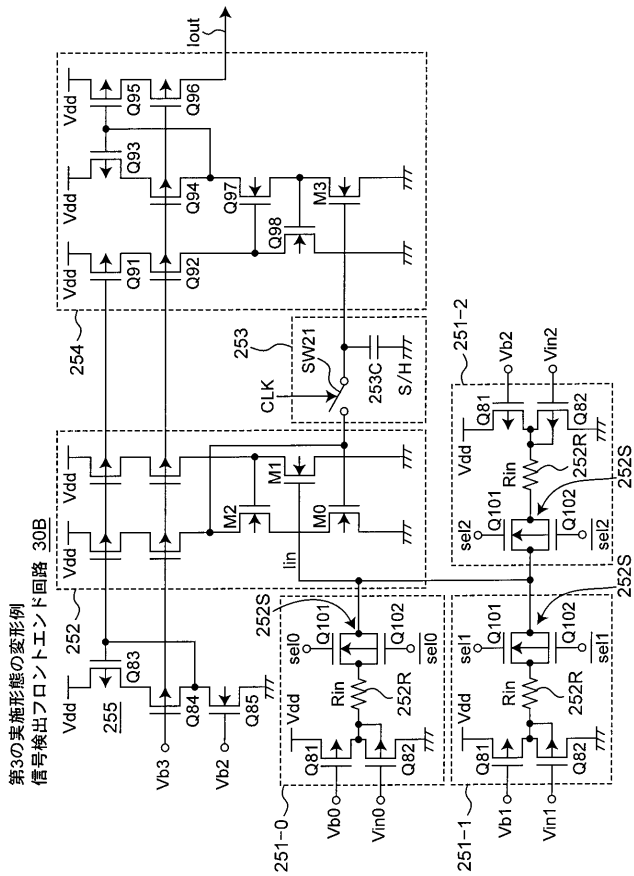 第3の実施形態の変形例
信号検出フロントエンド回路 30B
Vdd
Q83
255
Q84
Vb3
Q85
Vb2
252
Vdd
Vdd
M2
M1
M0
Iin
253
CLK
SW21
253C
S/H
254
Vdd
Q91
Q92
Vdd
Q93
Q94
Q97
Q98
M3
Vdd
Q95
Q96
Iout
251-0
Vb0
Vin0
Vdd
Q81
Q82
Rin
252R
252S
sel0
Q101
Q102
sel0
251-1
Vb1
Vin1
Vdd
Q81
Q82
Rin
252R
252S
sel1
Q101
Q102
sel1
251-2
Vb2
Vin2
Vdd
Q81
Q82
Rin
252R
252S
sel2
Q101
Q102
sel2